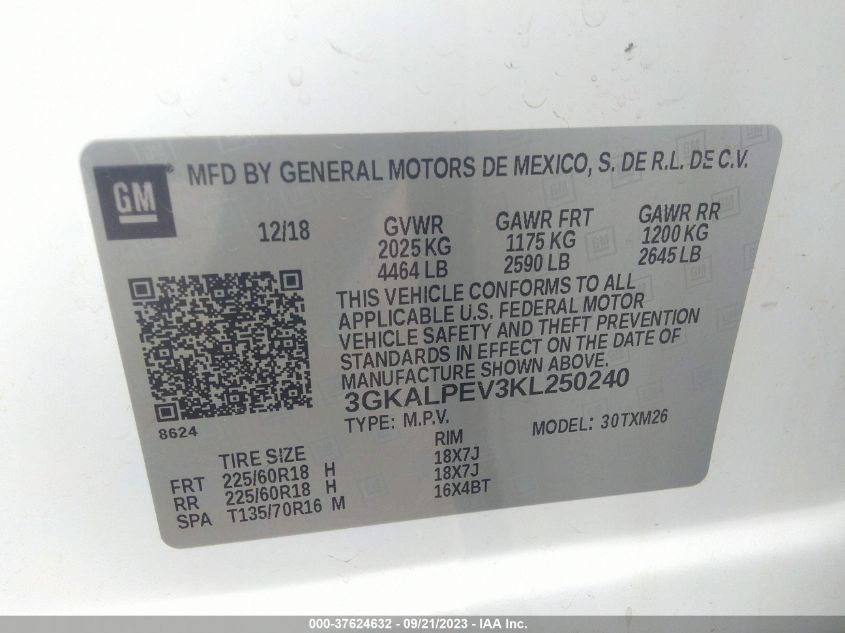 GM ® MFD BY GENERAL MOTORS DE MEXICO, S. DE R.L. DE C.V.
12/18
GVWR GAWR FRT GAWR RR
2025 KG 1175 KG 1200 KG
4464 LB 2590 LB 2645 LB
THIS VEHICLE CONFORMS TO ALL
APPLICABLE U.S. FEDERAL MOTOR
VEHICLE SAFETY AND THEFT PREVENTION
STANDARDS IN EFFECT ON THE DATE OF
MANUFACTURE SHOWN ABOVE.
3GKALPEV3KL250240
8624
TYPE: M.P.V. MODEL: 30TXM26
TIRE SIZE RIM
FRT 225/60R18 H 18X7J
RR 225/60R18 H 18X7J
SPA T135/70R16 M 16X4BT
000-37624632 - 09/21/2023 - IAA Inc.